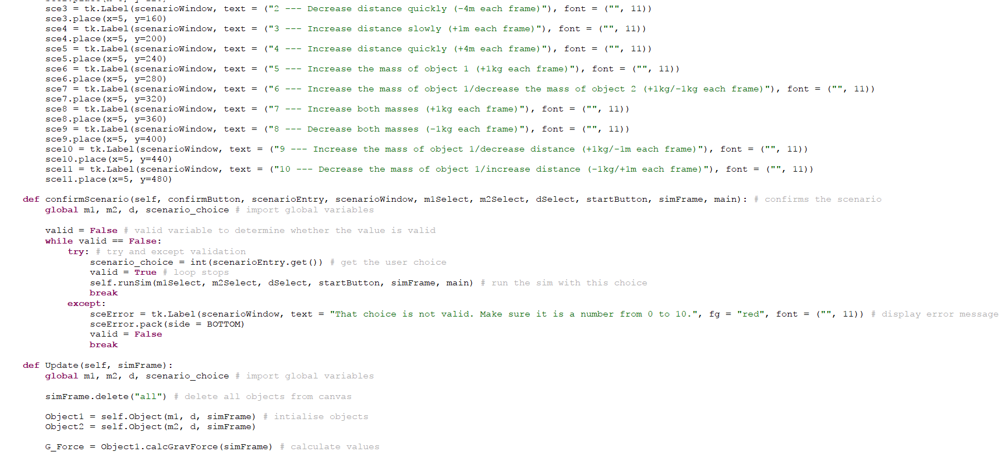 sce3 = tk.Label(scenarioWindow, text = ("2 --- Decrease distance quickly (-4m each frame)"), font = ("", 11))
sce3.place(x=5, y=160)
sce4 = tk.Label(scenarioWindow, text = ("3 --- Increase distance slowly (+1m each frame)"), font = ("", 11))
sce4.place(x=5, y=200)
sce5 = tk.Label(scenarioWindow, text = ("4 --- Increase distance quickly (+4m each frame)"), font = ("", 11))
sce5.place(x=5, y=240)
sce6 = tk.Label(scenarioWindow, text = ("5 --- Increase the mass of object 1 (+1kg each frame)"), font = ("", 11))
sce6.place(x=5, y=280)
sce7 = tk.Label(scenarioWindow, text = ("6 --- Increase the mass of object 1/decrease the mass of object 2 (+1kg/-1kg each frame)"), font = ("", 11))
sce7.place(x=5, y=320)
sce8 = tk.Label(scenarioWindow, text = ("7 --- Increase both masses (+1kg each frame)"), font = ("", 11))
sce8.place(x=5, y=360)
sce9 = tk.Label(scenarioWindow, text = ("8 --- Decrease both masses (-1kg each frame)"), font = ("", 11))
sce9.place(x=5, y=400)
sce10 = tk.Label(scenarioWindow, text = ("9 --- Increase the mass of object 1/decrease distance (+1kg/-1m each frame)"), font = ("", 11))
sce10.place(x=5, y=440)
sce11 = tk.Label(scenarioWindow, text = ("10 --- Decrease the mass of object 1/increase distance (-1kg/+1m each frame)"), font = ("", 11))
sce11.place(x=5, y=480)
def confirmScenario(self, confirmButton, scenarioEntry, scenarioWindow, m1Select, m2Select, dSelect, startButton, simFrame, main): # confirms the scenario
global m1, m2, d, scenario_choice # import global variables
valid = False # valid variable to determine whether the value is valid
while valid == False:
try: # try and except validation
scenario_choice = int(scenarioEntry.get()) # get the user choice
valid = True # loop stops
self.runSim(m1Select, m2Select, dSelect, startButton, simFrame, main) # run the sim with this choice
break
except:
sceError = tk.Label(scenarioWindow, text = "That choice is not valid. Make sure it is a number from 0 to 10.", fg = "red", font = ("", 11)) # display error message
sceError.pack(side = BOTTOM)
valid = False
break
def Update(self, simFrame):
global m1, m2, d, scenario_choice # import global variables
simFrame.delete("all") # delete all objects from canvas
Object1 = self.Object(m1, d, simFrame) # intialise objects
Object2 = self.Object(m2, d, simFrame)
G_Force = Object1.calcGravForce(simFrame) # calculate values